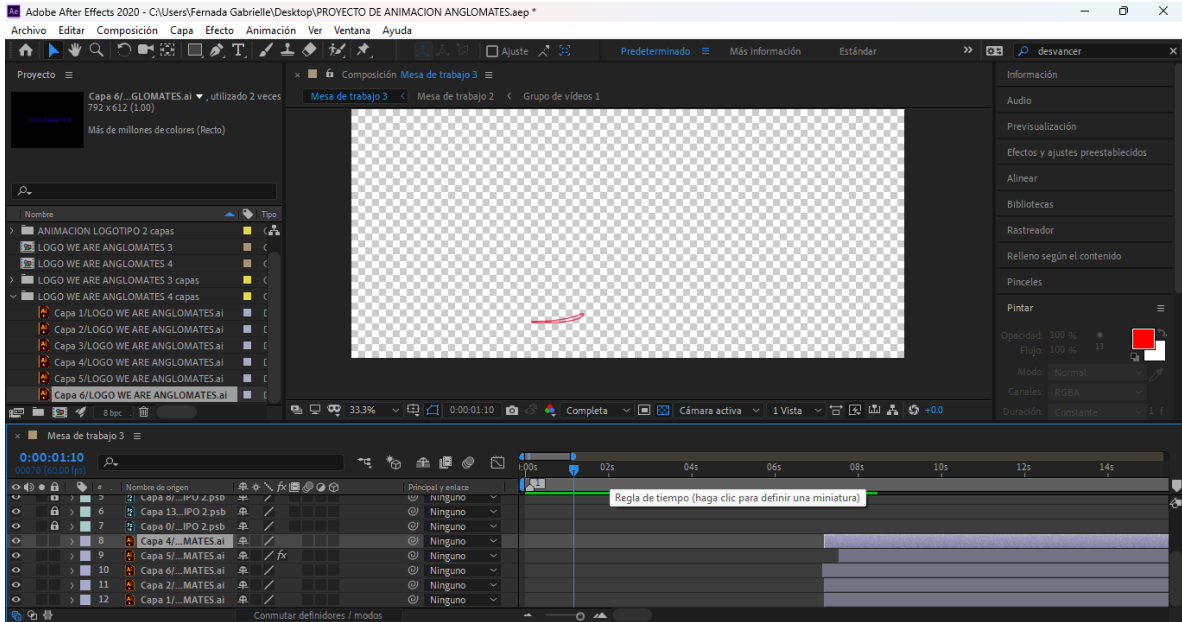 Adobe After Effects 2020 - C:\Users\Fernada Gabrielle\Desktop\PROYECTO DE ANIMACION ANGLOMATES.aep *
Archivo Editar Composición Capa Efecto Animación Ver Ventana Ayuda
Ajuste Predeterminado Más información Estándar desvancer
Proyecto
Capa 6/...GLOMATES.ai , utilizado 2 veces
792 x 612 (1.00)
Más de millones de colores (Recto)
Nombre Tipo
ANIMACION LOGOTIPO 2 capas
LOGO WE ARE ANGLOMATES 3
LOGO WE ARE ANGLOMATES 4
LOGO WE ARE ANGLOMATES 3 capas
LOGO WE ARE ANGLOMATES 4 capas
Capa 1/LOGO WE ARE ANGLOMATES.ai
Capa 2/LOGO WE ARE ANGLOMATES.ai
Capa 3/LOGO WE ARE ANGLOMATES.ai
Capa 4/LOGO WE ARE ANGLOMATES.ai
Capa 5/LOGO WE ARE ANGLOMATES.ai
Capa 6/LOGO WE ARE ANGLOMATES.ai
8 bpc
Composición Mesa de trabajo 3
Mesa de trabajo 3 Mesa de trabajo 2 Grupo de vídeos 1
33.3% 0:00:01:10 Completa Cámara activa 1 Vista +0.0
Información
Audio
Previsualización
Efectos y ajustes preestablecidos
Alinear
Bibliotecas
Rastreador
Relleno según el contenido
Pinceles
Pintar
Opacidad: 100 %
Flujo: 100 % 13
Modo: Normal
Canales: RGBA
Duración: Constante 1 f
Mesa de trabajo 3
0:00:01:10
00070 (60.00 fps)
:00s 02s 04s 06s 08s 10s 12s 14s
# Nombre de origen fx Principal y enlace
5 Capa 8/...IPO 2.psb Ninguno
6 Capa 13...IPO 2.psb Ninguno
7 Capa 0/...IPO 2.psb Ninguno
8 Capa 4/...MATES.ai Ninguno
9 Capa 5/...MATES.ai fx Ninguno
10 Capa 6/...MATES.ai Ninguno
11 Capa 2/...MATES.ai Ninguno
12 Capa 1/...MATES.ai Ninguno
1
Regla de tiempo (haga clic para definir una miniatura)
Conmutar definidores / modos